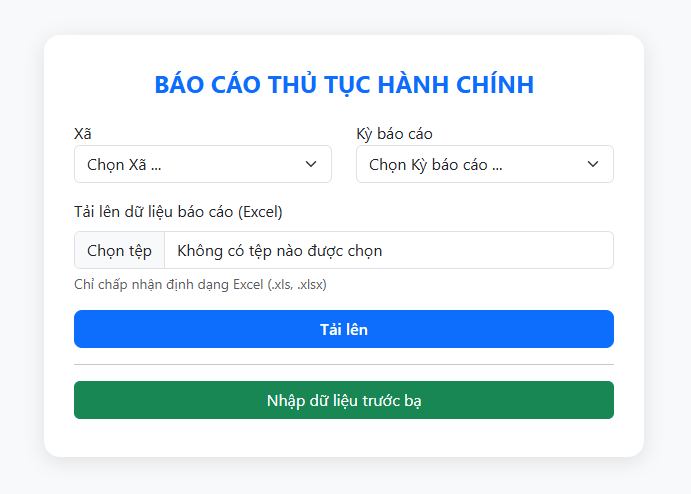 BÁO CÁO THỦ TỤC HÀNH CHÍNH
Xã
Kỳ báo cáo
Chọn Xã ...
Chọn Kỳ báo cáo ...
Tải lên dữ liệu báo cáo (Excel)
Chọn tệp
Không có tệp nào được chọn
Chỉ chấp nhận định dạng Excel (.xls, .xlsx)
Tải lên
Nhập dữ liệu trước bạ